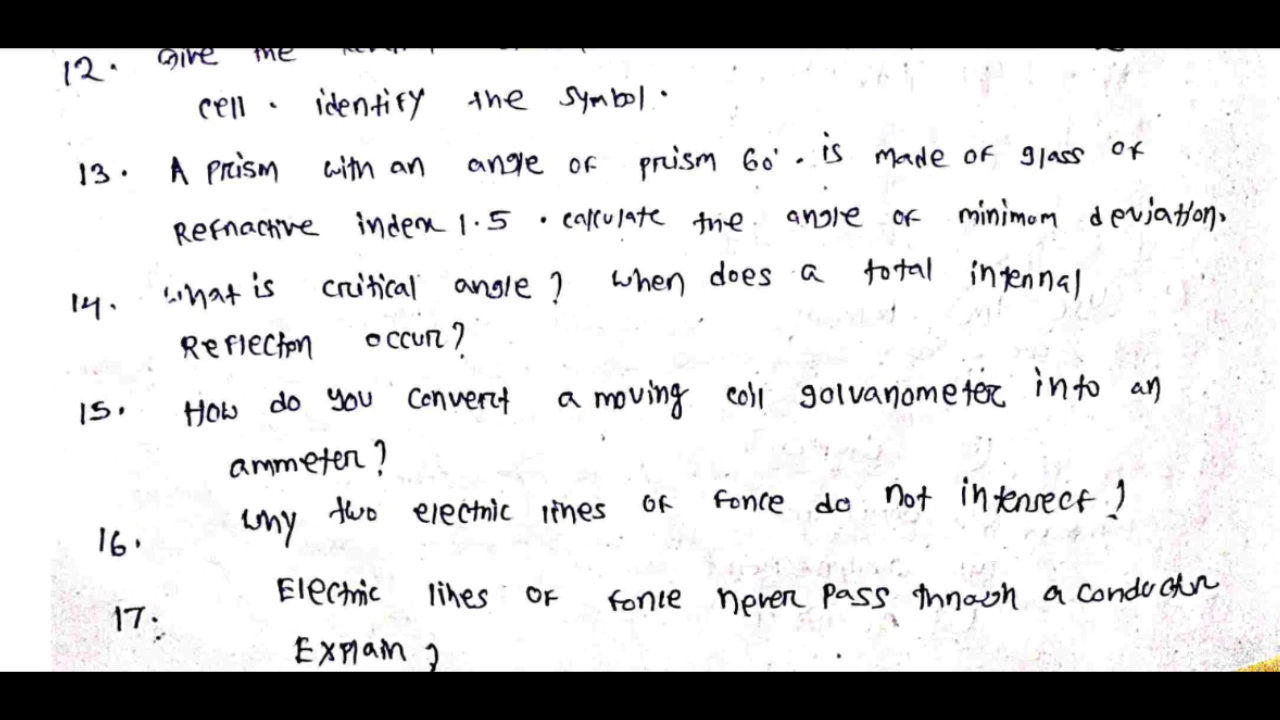 12. Give me
cell. identify the symbol.
13. A prism with an angle of prism 60°. is made of glass of
Refractive index 1.5. calculate the angle of minimum deviation.
14. What is critical angle? When does a total internal
Reflecton occur?
15. How do you convert a moving coil golvanometer into an
ammeter?
16. Why two electric lines of force do not intersect?
17. Electric lines of force never pass through a conductor
Explain ?